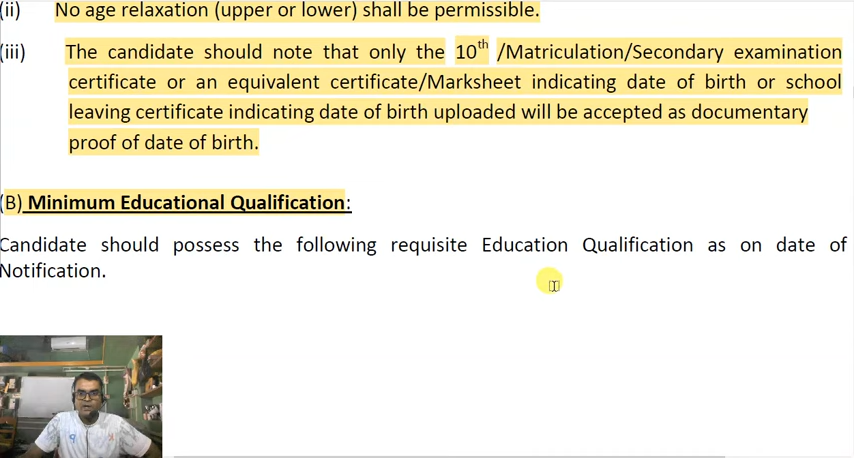 (ii) No age relaxation (upper or lower) shall be permissible.
(iii) The candidate should note that only the 10th /Matriculation/Secondary examination
certificate or an equivalent certificate/Marksheet indicating date of birth or school
leaving certificate indicating date of birth uploaded will be accepted as documentary
proof of date of birth.
(B) Minimum Educational Qualification:
Candidate should possess the following requisite Education Qualification as on date of
Notification.